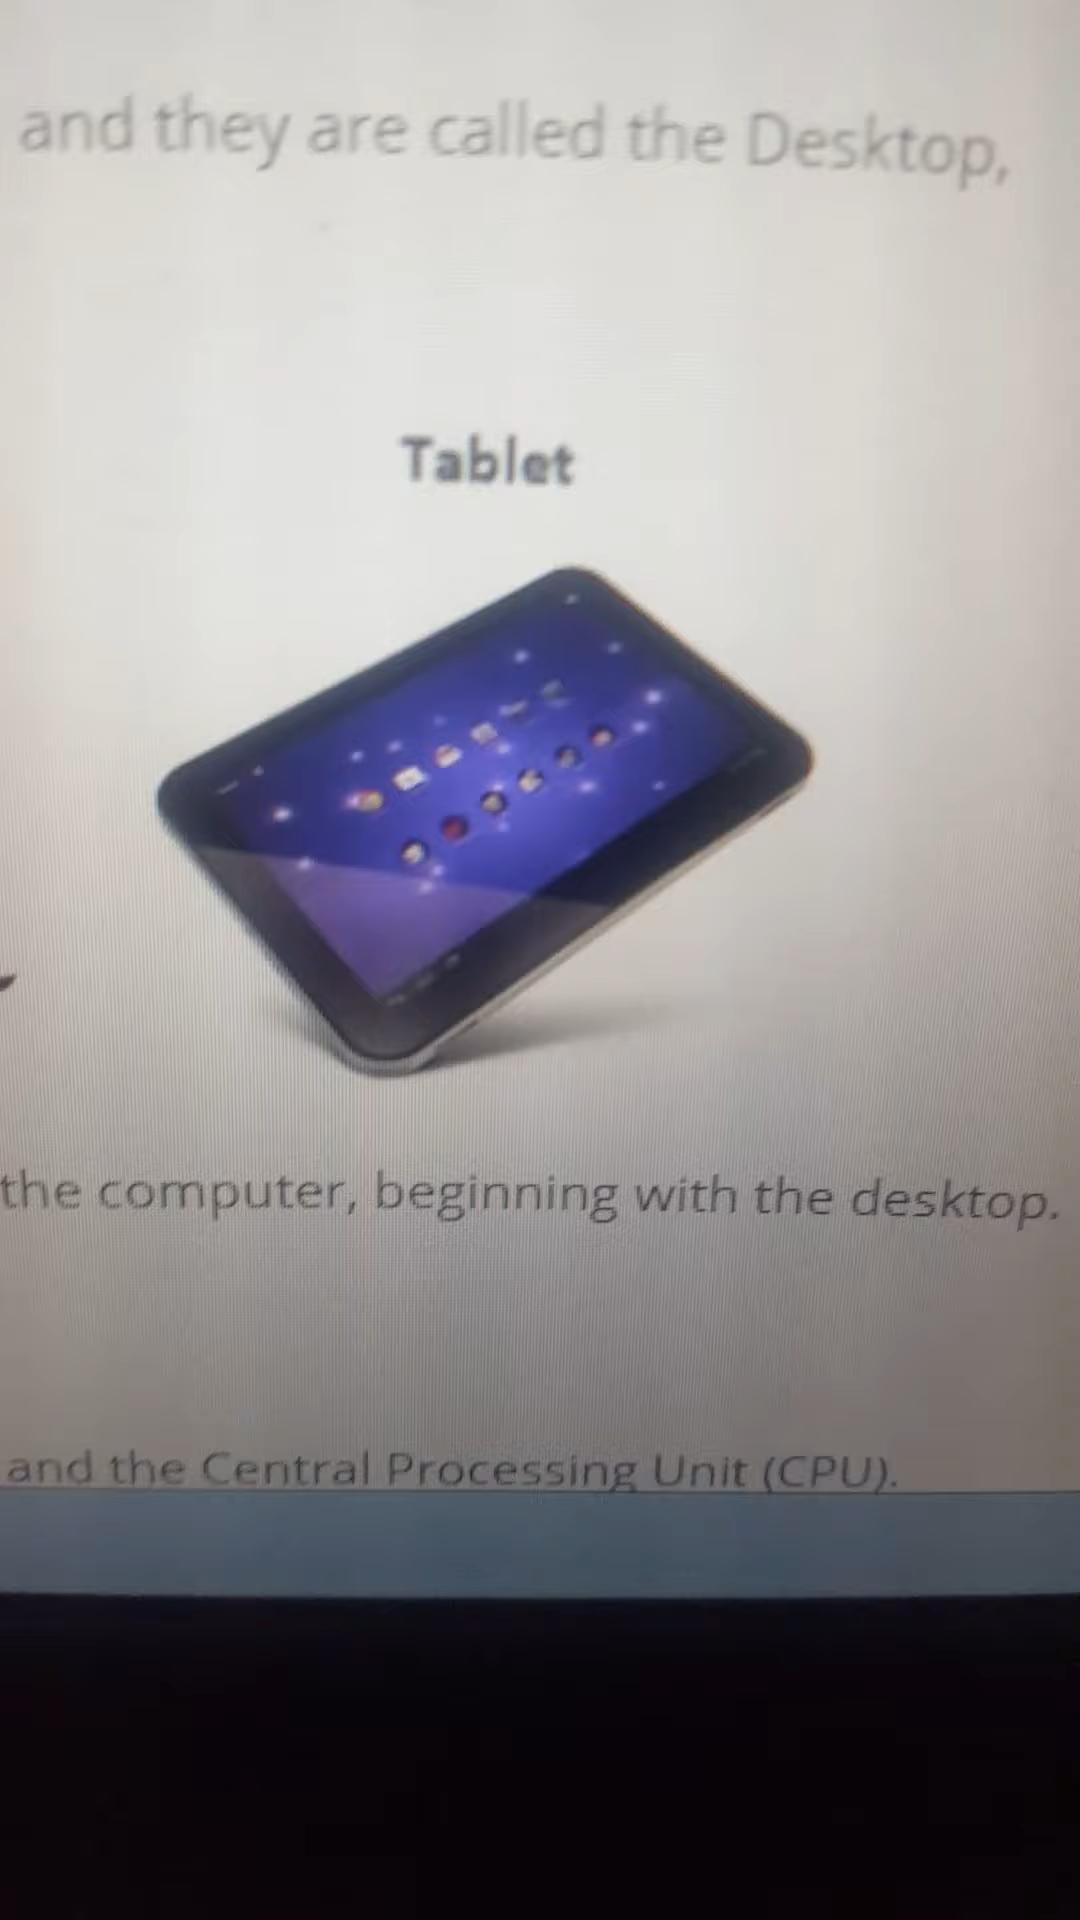 and they are called the Desktop,
Tablet
the computer, beginning with the desktop.
and the Central Processing Unit (CPU).